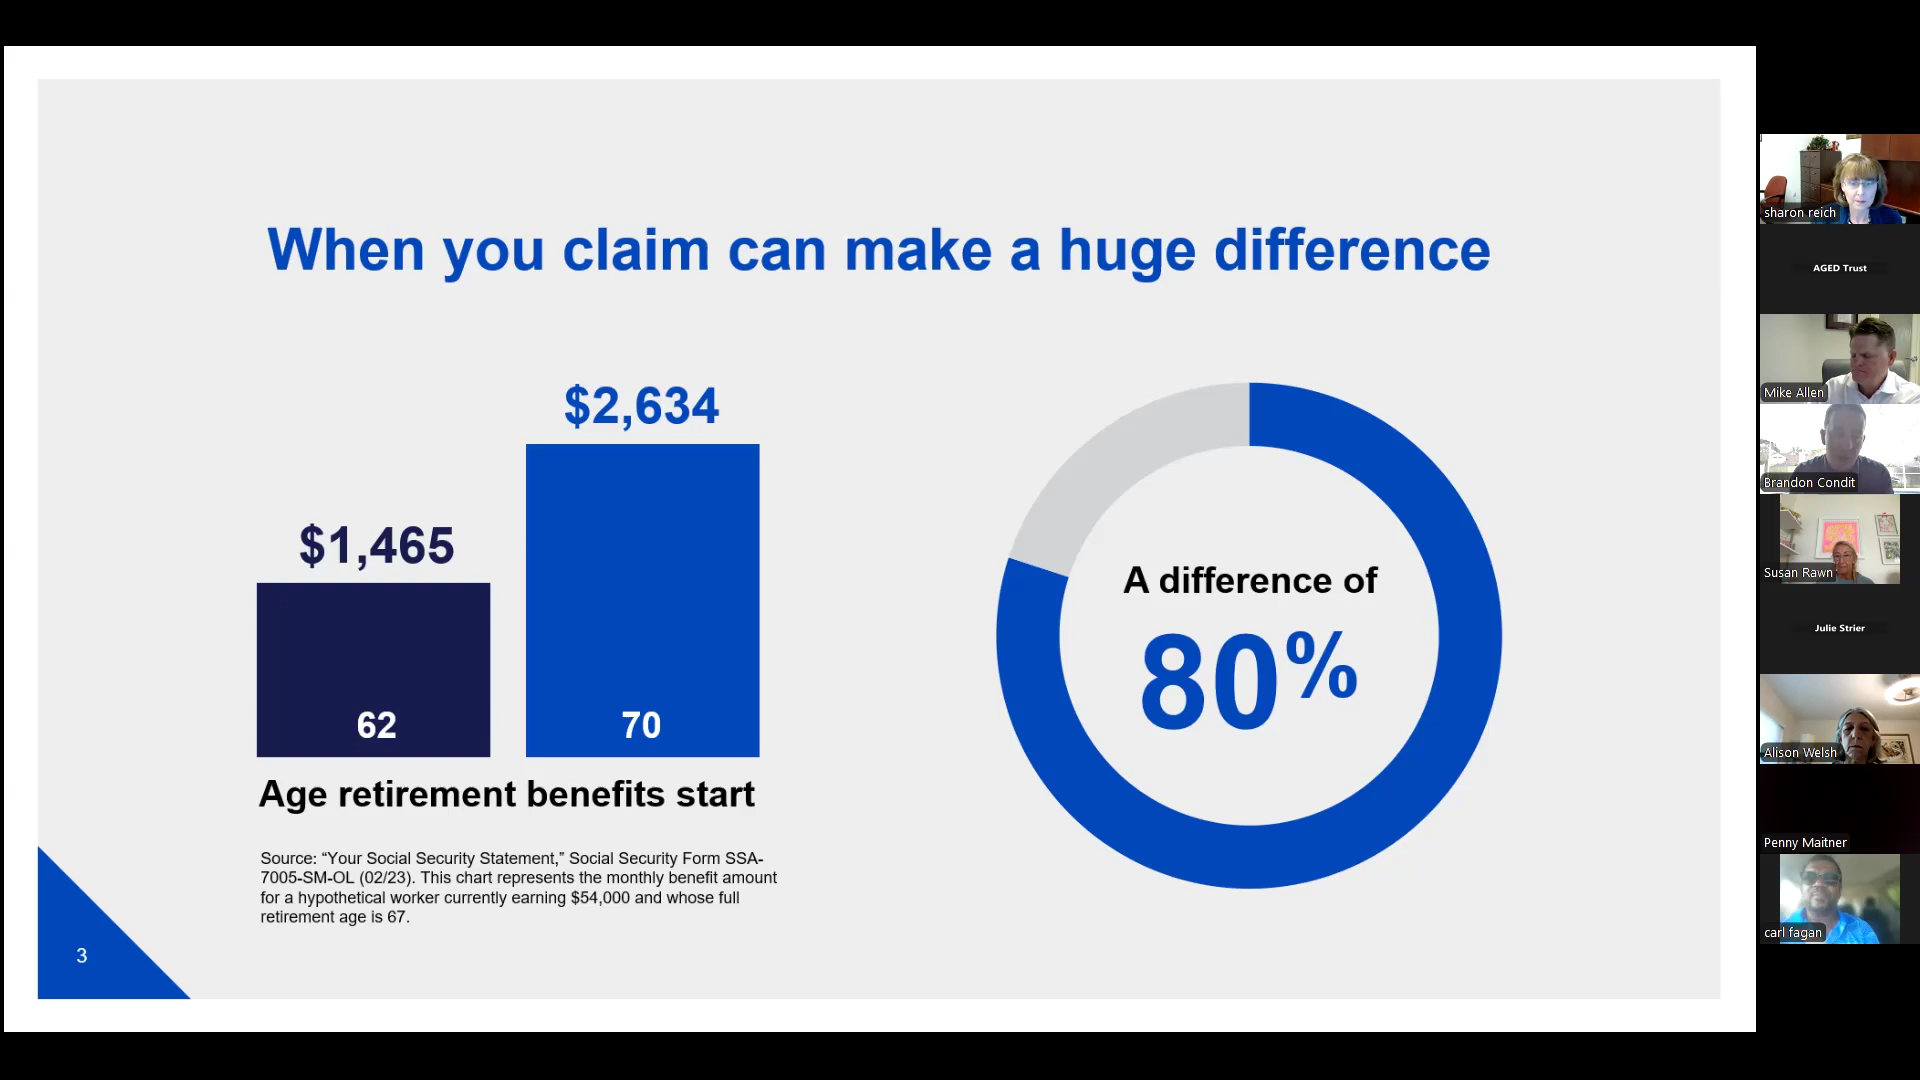 When you claim can make a huge difference
$2,634
$1,465
62
70
Age retirement benefits start
Source: “Your Social Security Statement,” Social Security Form SSA-
7005-SM-OL (02/23). This chart represents the monthly benefit amount
for a hypothetical worker currently earning $54,000 and whose full
retirement age is 67.
A difference of
80%
3
sharon reich
AGED Trust
Mike Allen
Brandon Condit
Susan Rawn
Julie Strier
Alison Welsh
Penny Maitner
carl fagan